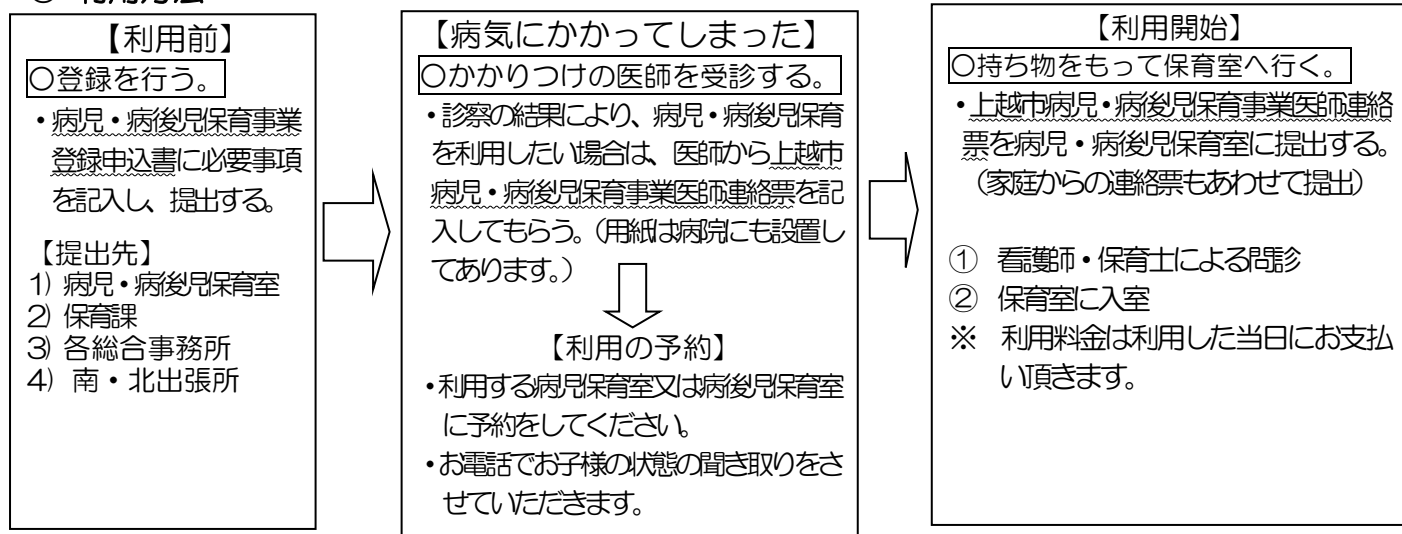 【利用前】
○登録を行う。
・病児・病後児保育事業
登録申込書に必要事項
を記入し、提出する。
【提出先】
1) 病児・病後児保育室
2) 保育課
3) 各総合事務所
4) 南・北出張所
【病気にかかってしまった】
○かかりつけの医師を受診する。
・診察の結果により、病児・病後児保育
を利用したい場合は、医師から上越市
病児・病後児保育事業医師連絡票を記
入してもらう。(用紙は病院にも設置し
てあります。)
【利用の予約】
・利用する病児保育室又は病後児保育室
に予約をしてください。
・お電話でお子様の状態の聞き取りをさ
せていただきます。
【利用開始】
○持ち物をもって保育室へ行く。
・上越市病児・病後児保育事業医師連絡
票を病児・病後児保育室に提出する。
(家庭からの連絡票もあわせて提出)
① 看護師・保育士による問診
② 保育室に入室
※ 利用料金は利用した当日にお支払
い頂きます。